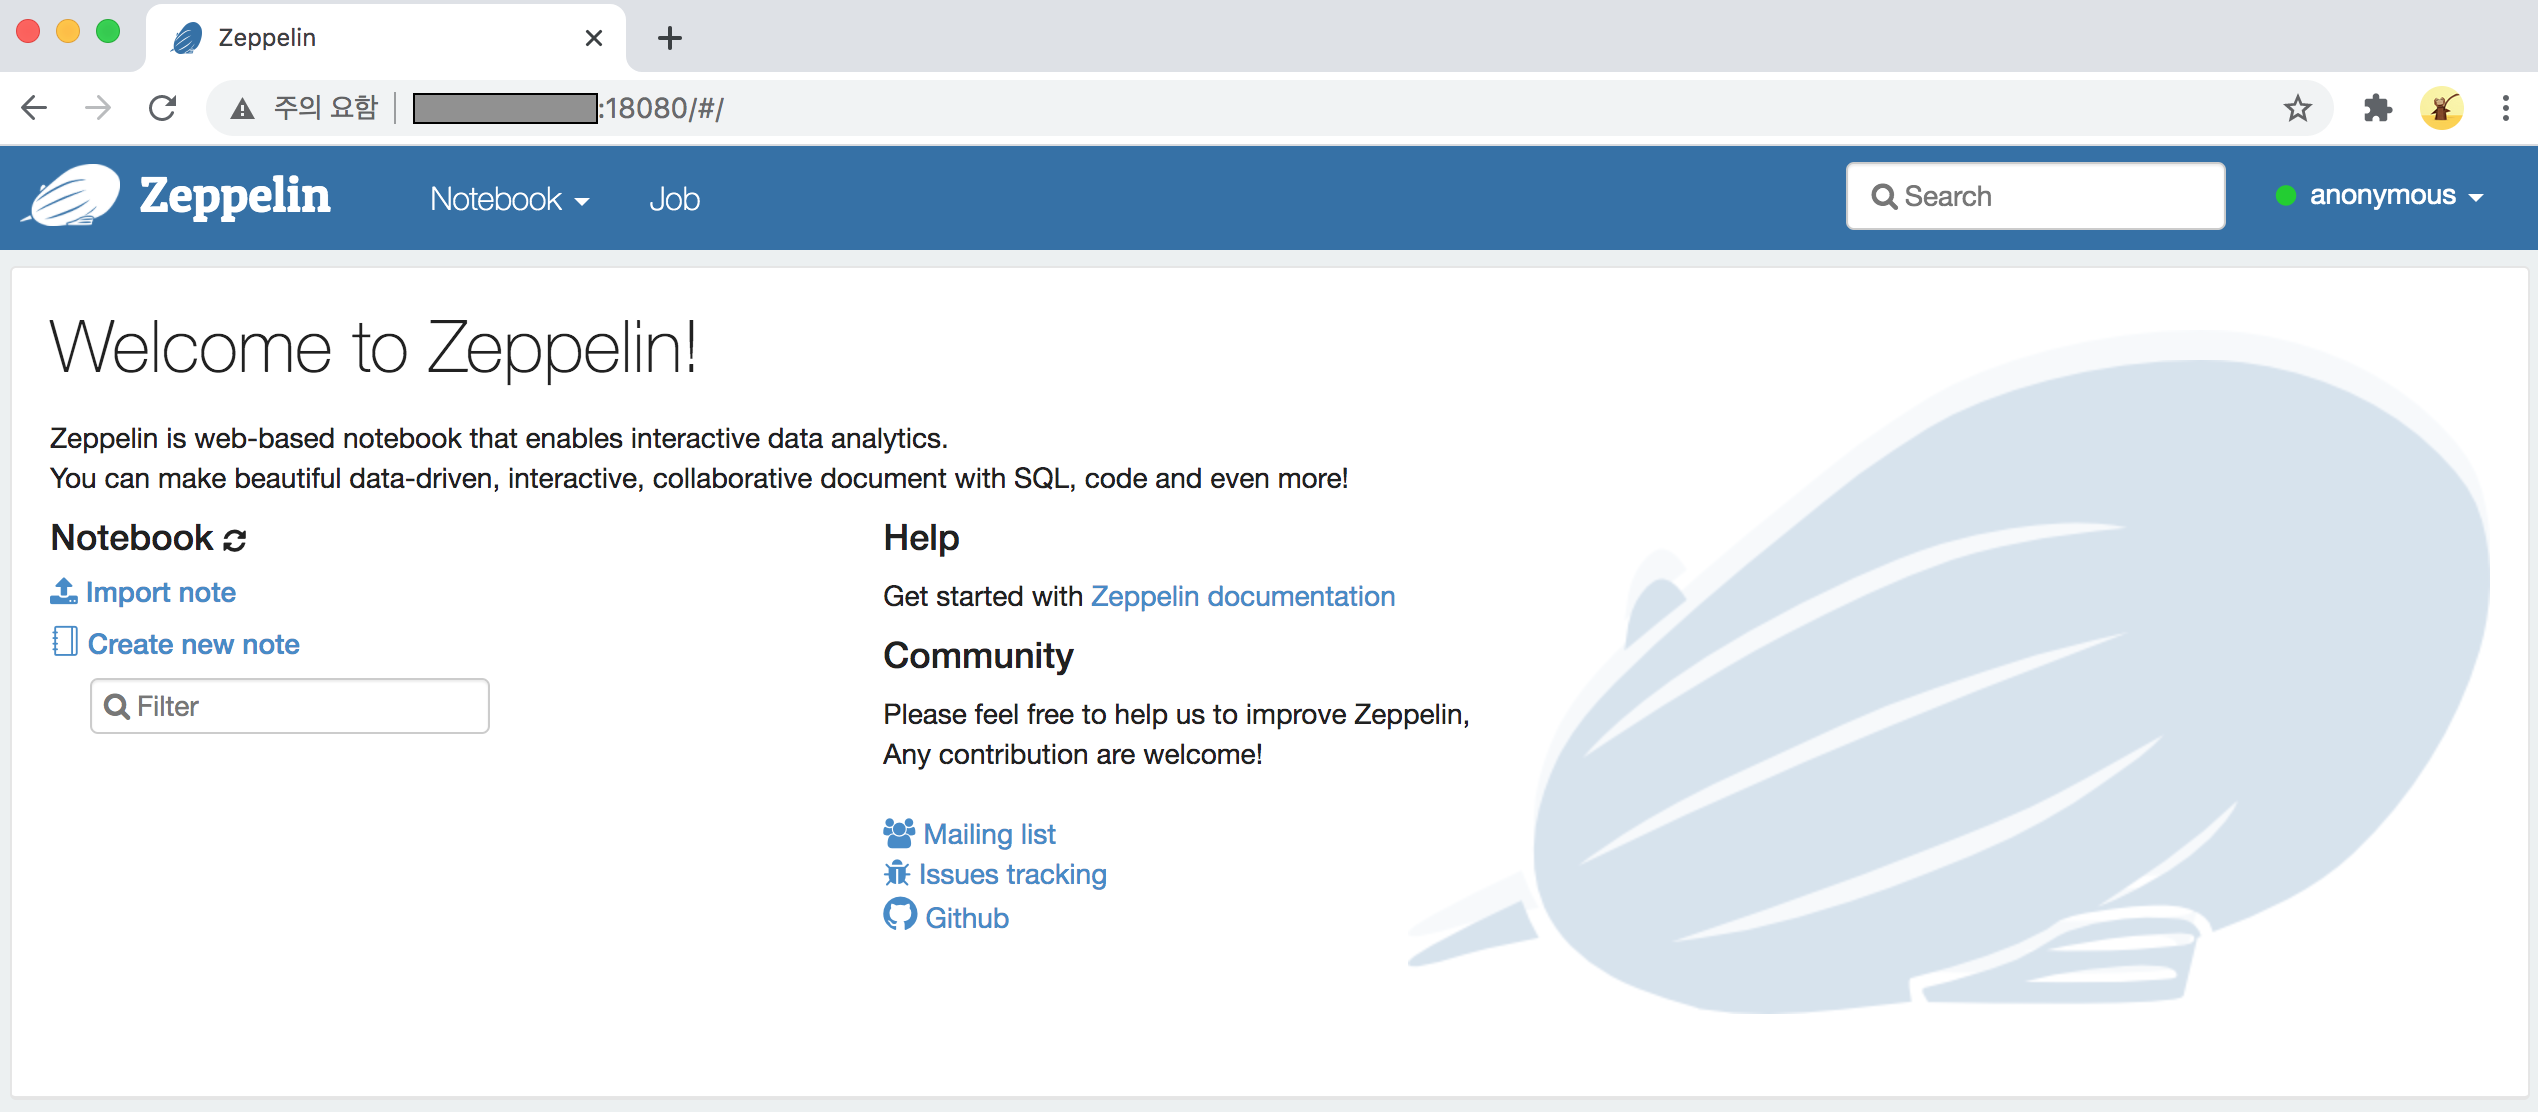 Zeppelin
주의 요함 :18080/#/
Zeppelin Notebook Job Search anonymous
Welcome to Zeppelin!
Zeppelin is web-based notebook that enables interactive data analytics.
You can make beautiful data-driven, interactive, collaborative document with SQL, code and even more!
Notebook
Import note
Create new note
Filter
Help
Get started with Zeppelin documentation
Community
Please feel free to help us to improve Zeppelin,
Any contribution are welcome!
Mailing list
Issues tracking
Github